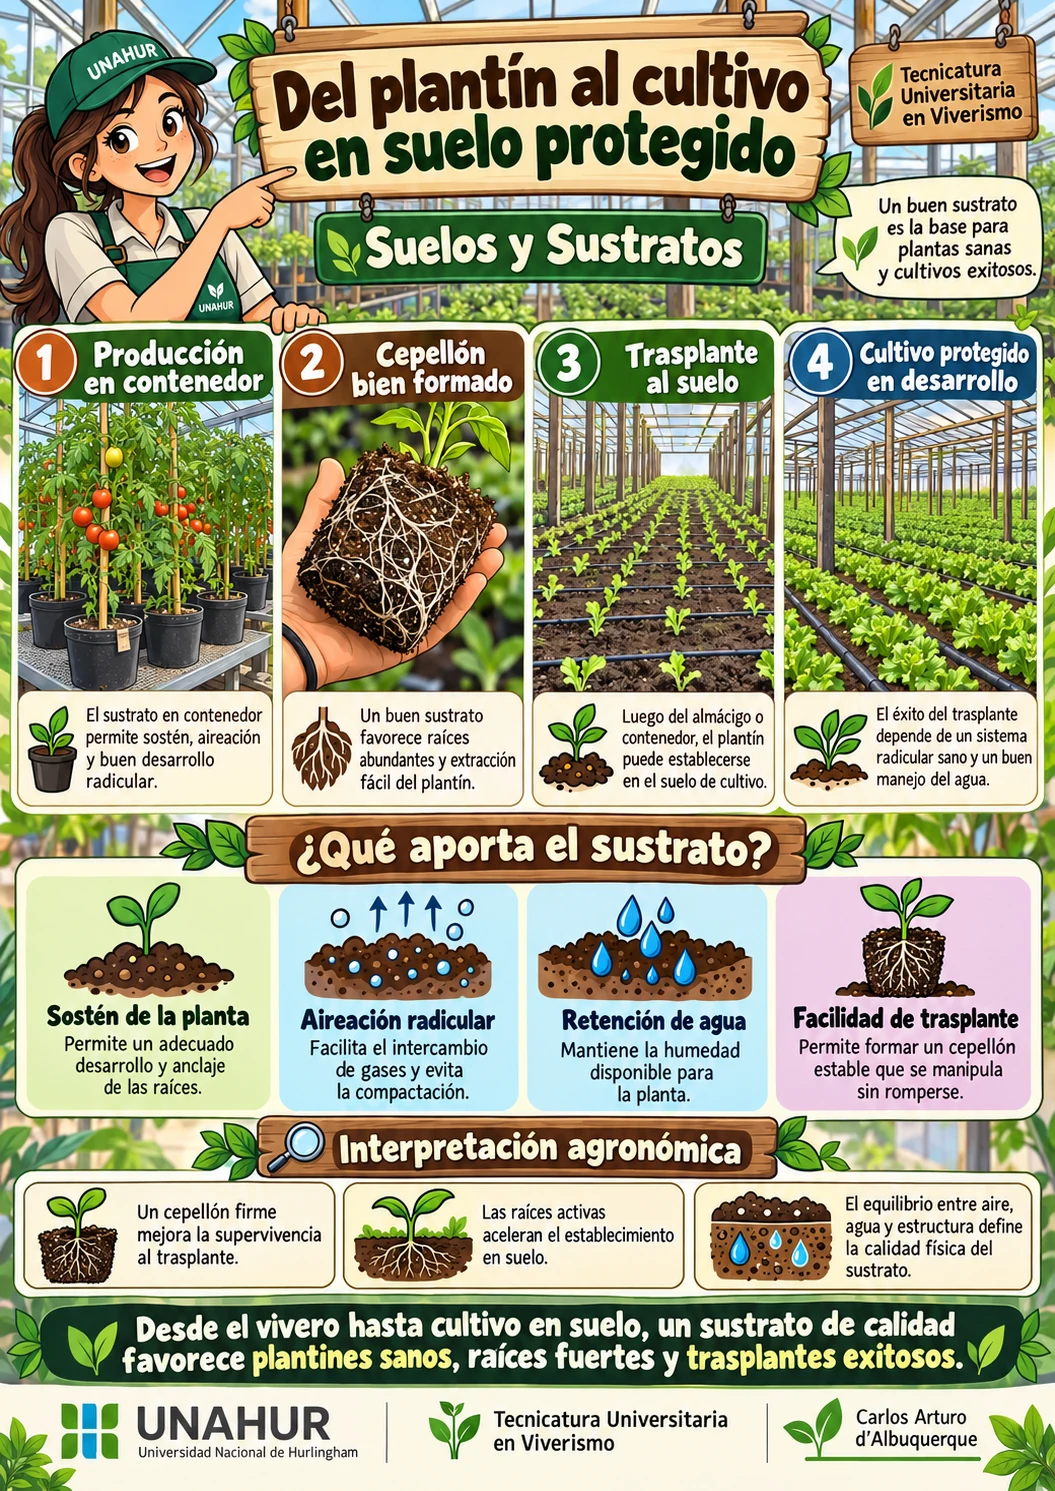 UNAHUR
Del plantín al cultivo
en suelo protegido
Tecnicatura
Universitaria
en Viverismo
Suelos y Sustratos
Un buen sustrato
es la base para
plantas sanas
y cultivos exitosos.
UNAHUR
1 Producción
en contenedor
2 Cepellón
bien formado
3 Trasplante
al suelo
4 Cultivo protegido
en desarrollo
El sustrato en contenedor
permite sostén, aireación
y buen desarrollo
radicular.
Un buen sustrato
favorece raíces
abundantes y extracción
fácil del plantín.
Luego del almácigo o
contenedor, el plantín
puede establecerse
en el suelo de cultivo.
El éxito del trasplante
depende de un sistema
radicular sano y un buen
manejo del agua.
¿Qué aporta el sustrato?
Sostén de la planta
Permite un adecuado
desarrollo y anclaje
de las raíces.
Aireación radicular
Facilita el intercambio
de gases y evita
la compactación.
Retención de agua
Mantiene la humedad
disponible para
la planta.
Facilidad de trasplante
Permite formar un cepellón
estable que se manipula
sin romperse.
Interpretación agronómica
Un cepellón firme
mejora la supervivencia
al trasplante.
Las raíces activas
aceleran el establecimiento
en suelo.
El equilibrio entre aire,
agua y estructura define
la calidad física del
sustrato.
Desde el vivero hasta cultivo en suelo, un sustrato de calidad
favorece plantines sanos, raíces fuertes y trasplantes exitosos.
UNAHUR
Universidad Nacional de Hurlingham
Tecnicatura Universitaria
en Viverismo
Carlos Arturo
d'Albuquerque